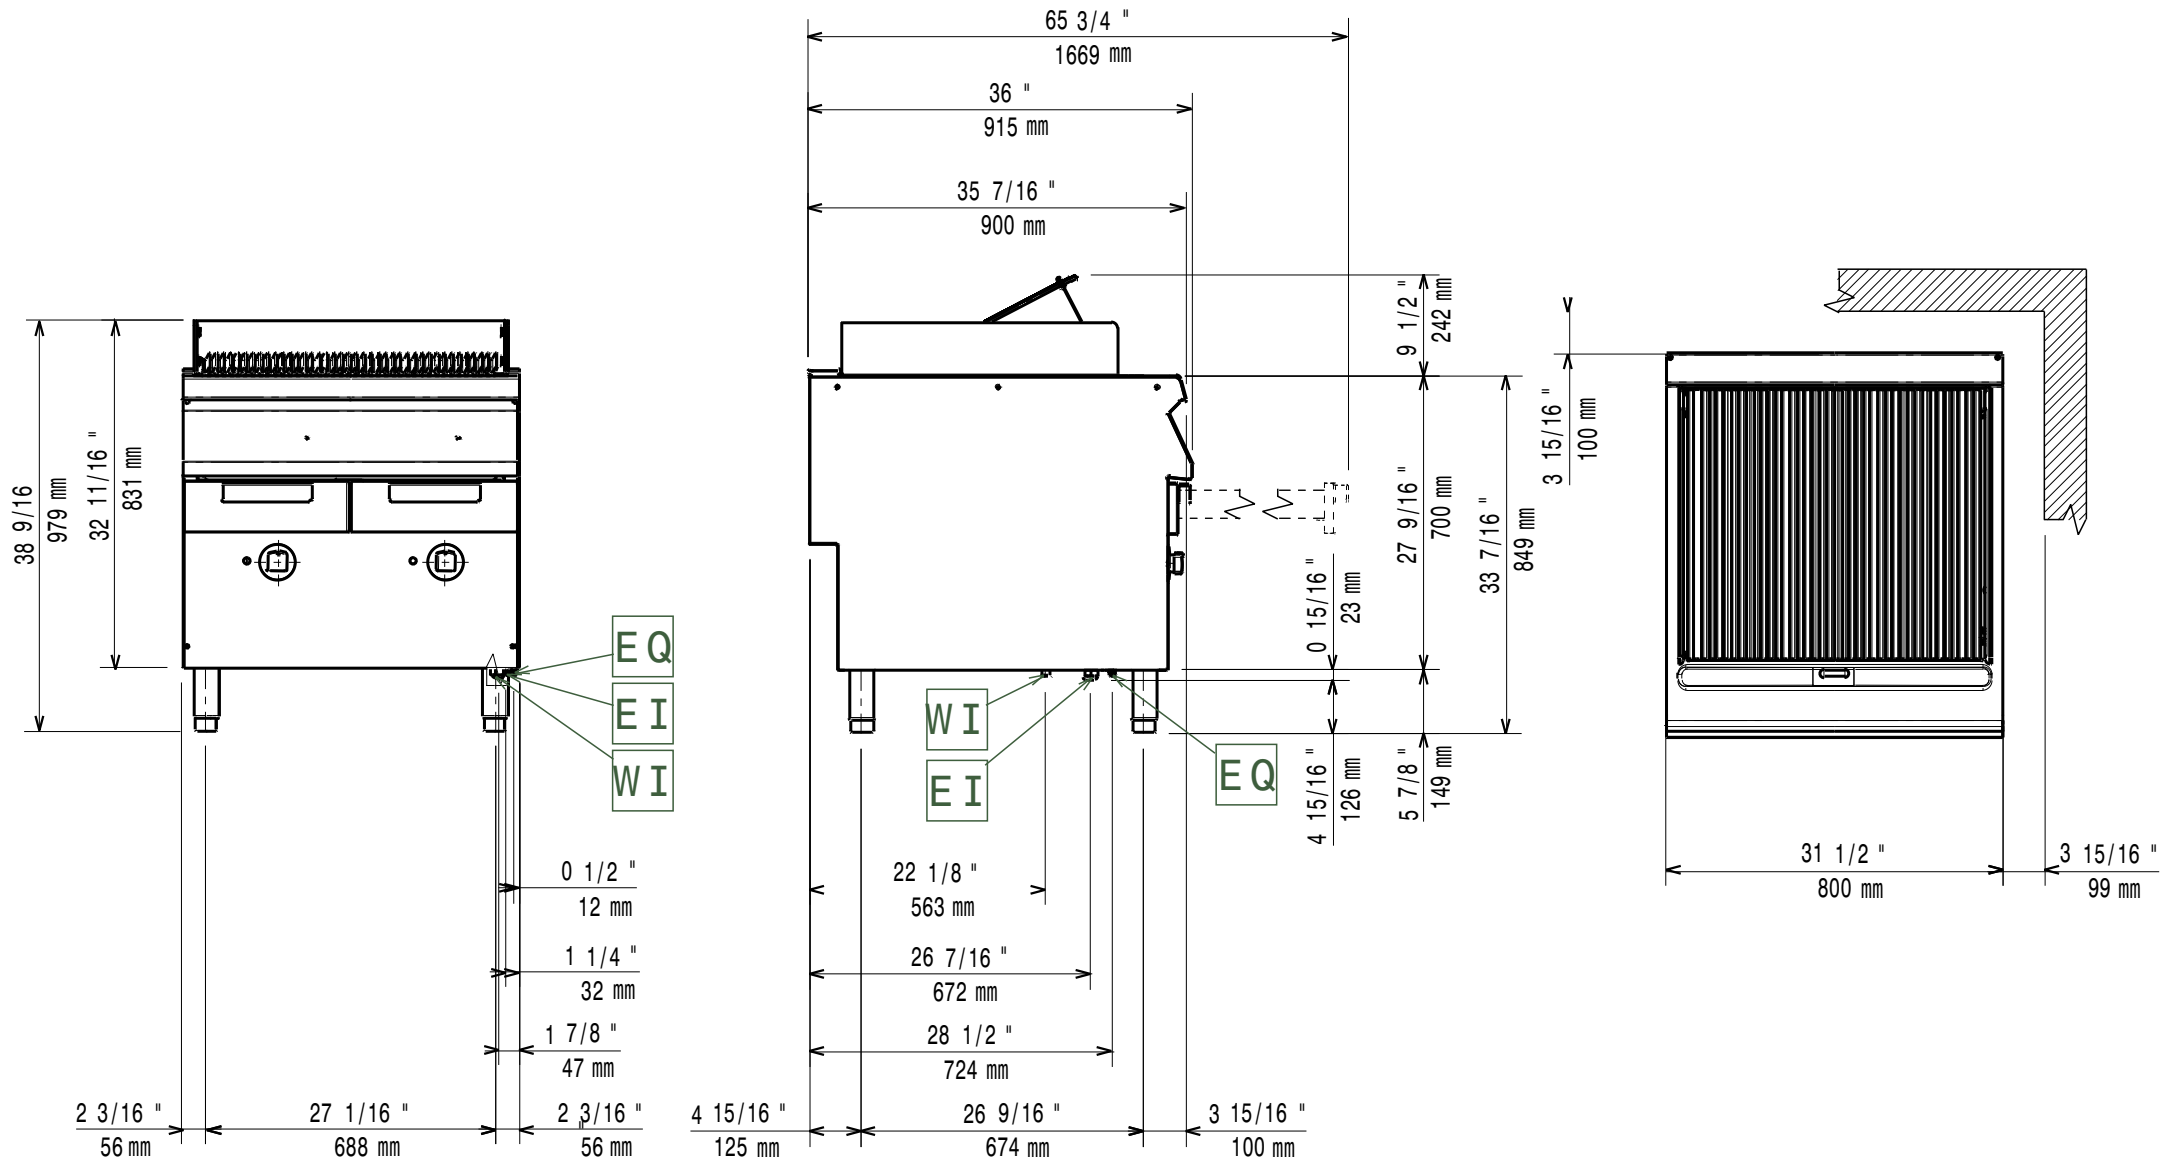 65 3/4 "
1669 mm
36 "
915 mm
35 7/16 "
900 mm
38 9/16
979 mm
32 11/16 "
831 mm
EQ
EI
WI
0 1/2 "
12 mm
1 1/4 "
32 mm
1 7/8 "
47 mm
2 3/16 "
56 mm
27 1/16 "
688 mm
2 3/16 "
56 mm
9 1/2 "
242 mm
27 9/16 "
700 mm
33 7/16 "
849 mm
0 15/16 "
23 mm
4 15/16 "
126 mm
5 7/8 "
149 mm
WI
EI
EQ
22 1/8 "
563 mm
26 7/16 "
672 mm
28 1/2 "
724 mm
4 15/16 "
125 mm
26 9/16 "
674 mm
3 15/16 "
100 mm
3 15/16 "
100 mm
31 1/2 "
800 mm
3 15/16 "
99 mm